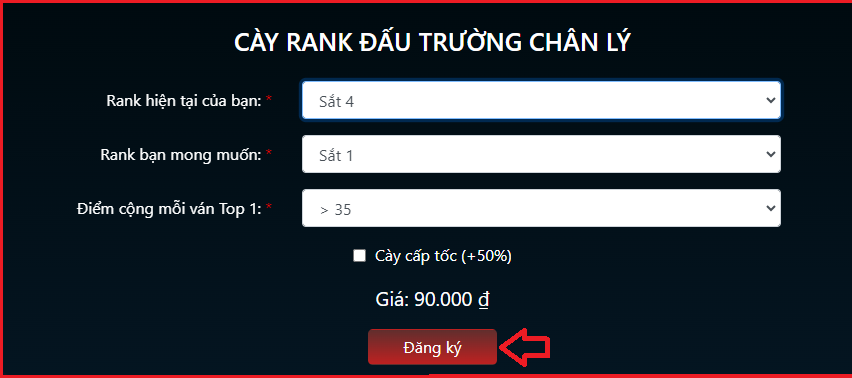 CÀY RANK ĐẤU TRƯỜNG CHÂN LÝ
Rank hiện tại của bạn: * Sắt 4
Rank bạn mong muốn: * Sắt 1
Điểm cộng mỗi ván Top 1: * > 35
Cày cấp tốc (+50%)
Giá: 90.000 ₫
Đăng ký